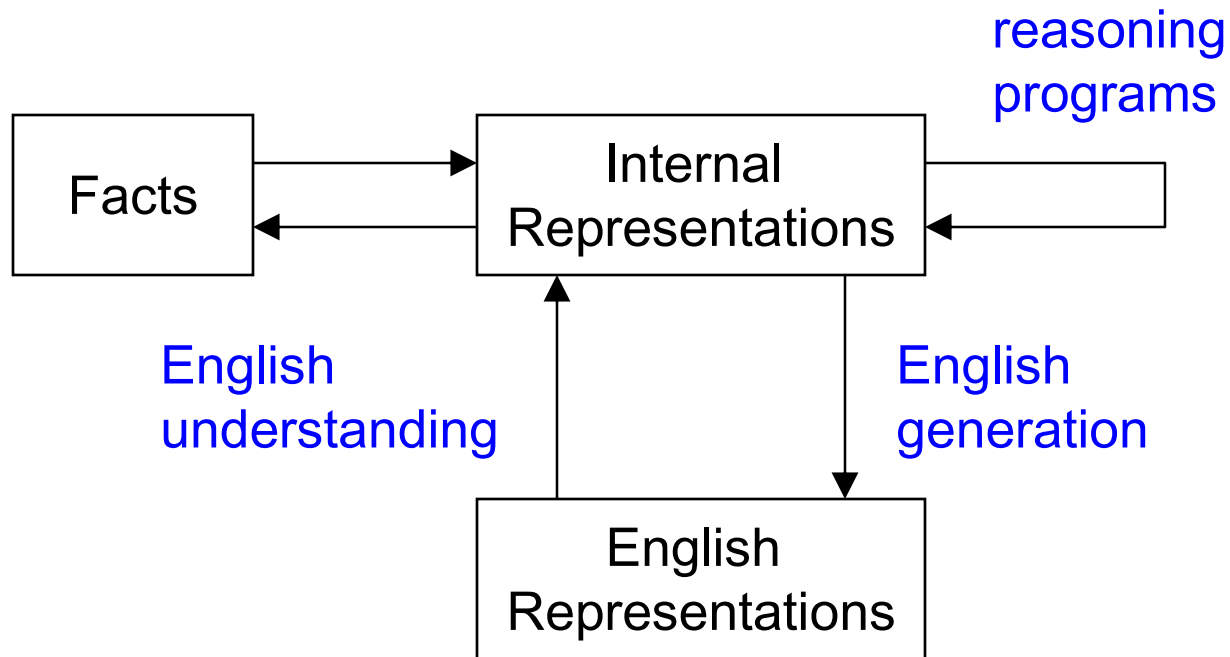 reasoning
programs
Facts
Internal
Representations
English
understanding
English
generation
English
Representations